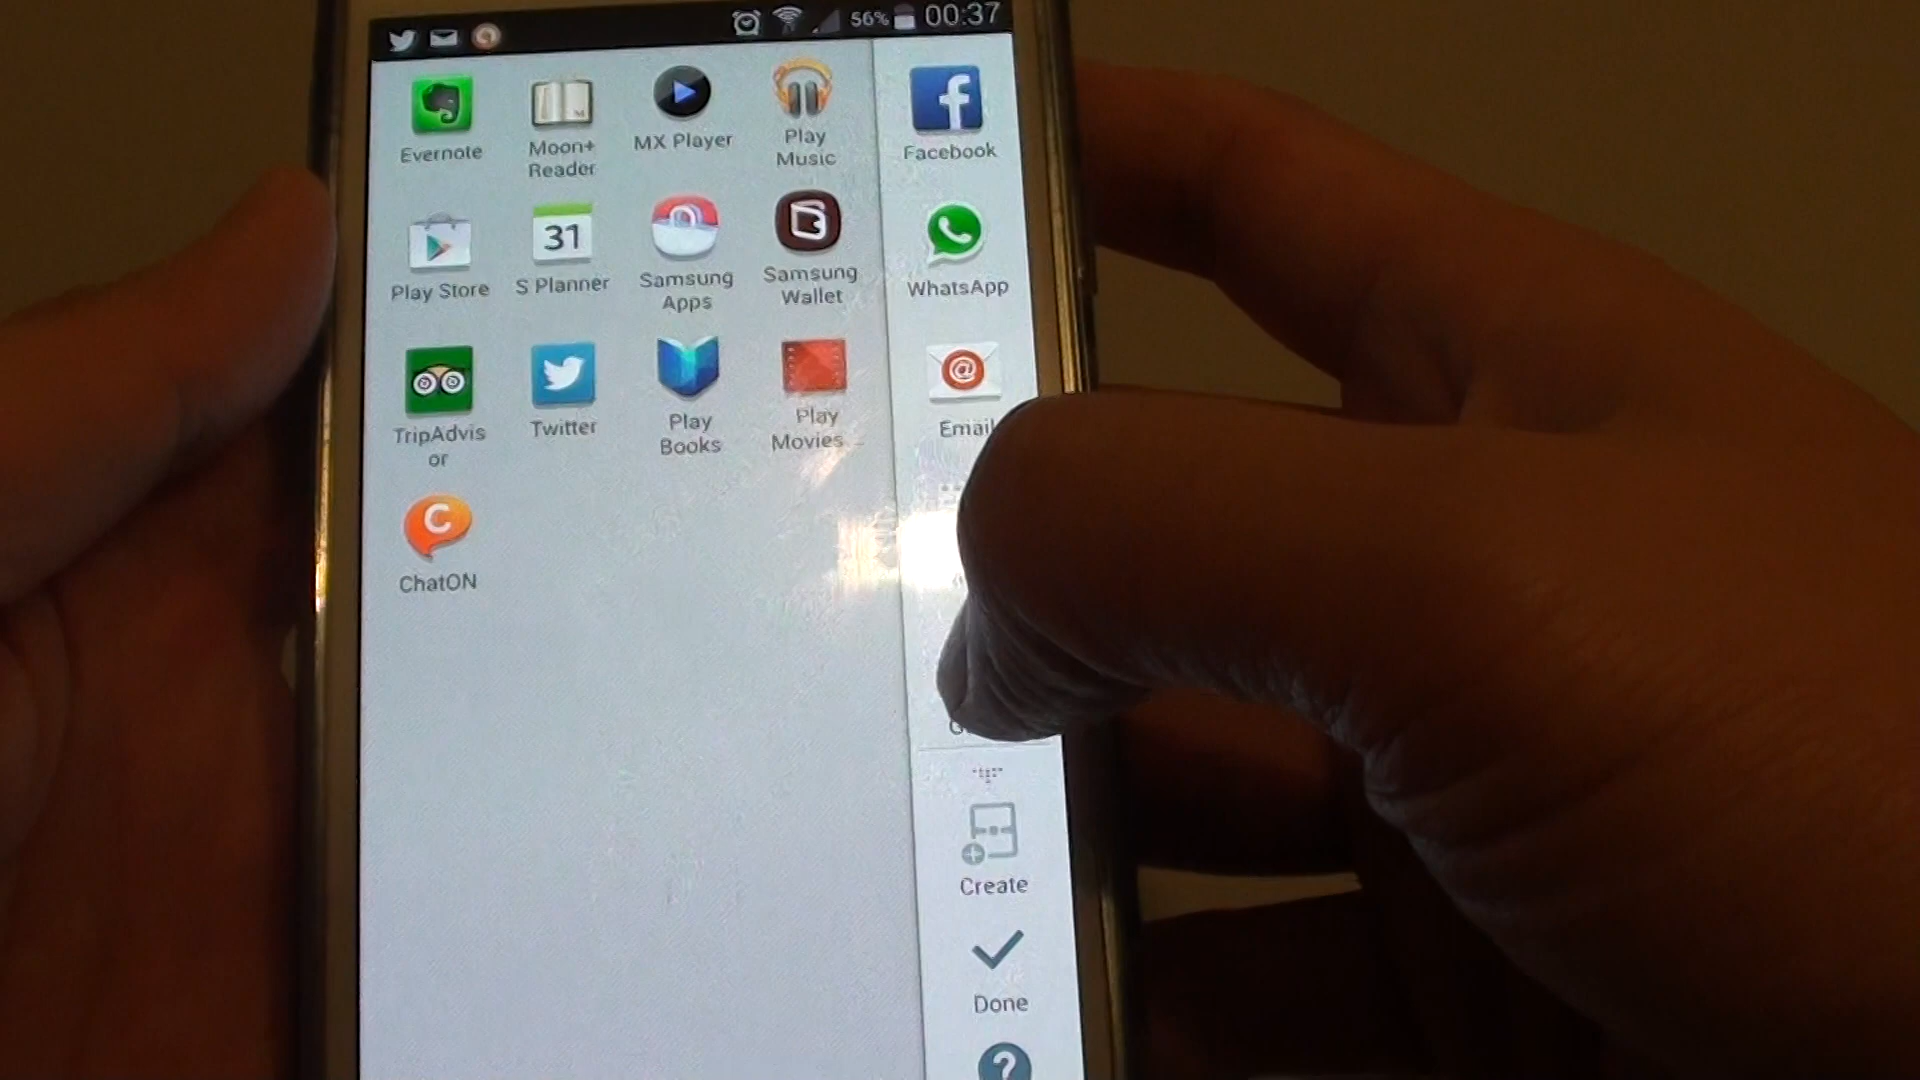 56% 00:37
Evernote
Moon+
Reader
MX Player
Play
Music
Facebook
Play Store
31
S Planner
Samsung
Apps
Samsung
Wallet
WhatsApp
TripAdvis
or
Twitter
Play
Books
Play
Movies ...
@
Email
C
ChatON
Create
Done
?